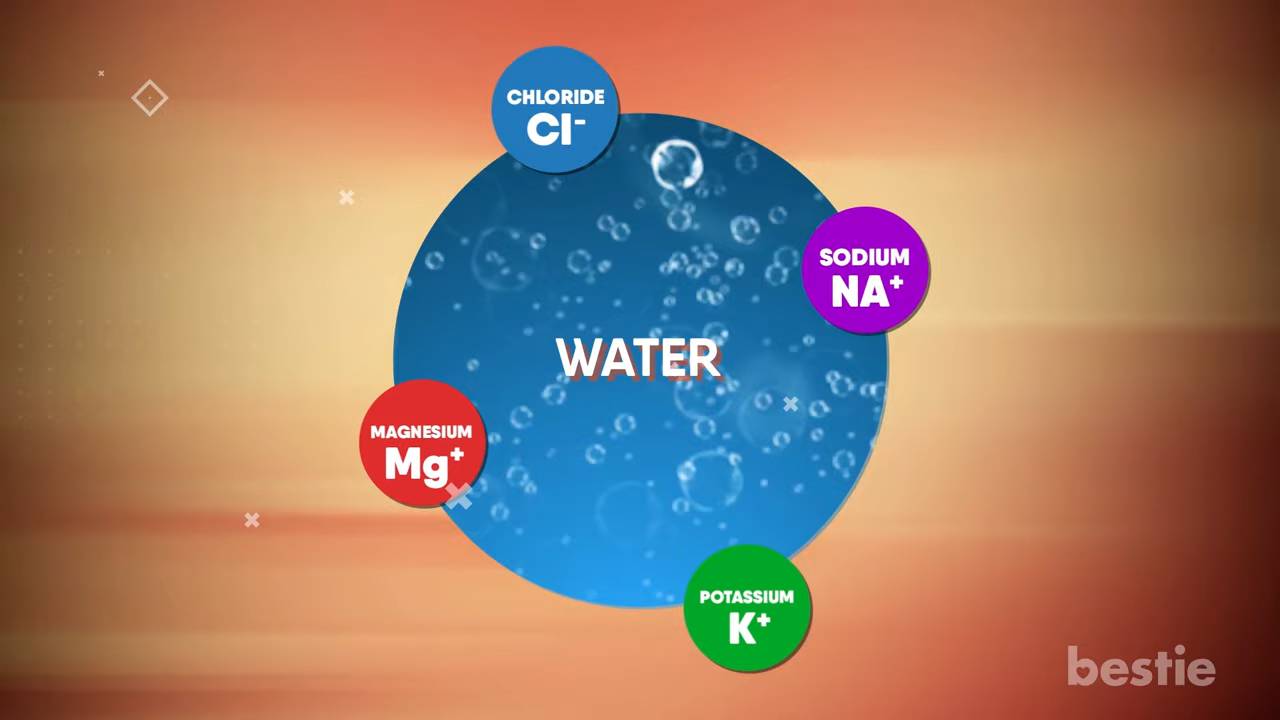 CHLORIDE
Cl⁻
SODIUM
NA⁺
WATER
MAGNESIUM
Mg⁺
POTASSIUM
K⁺
bestie